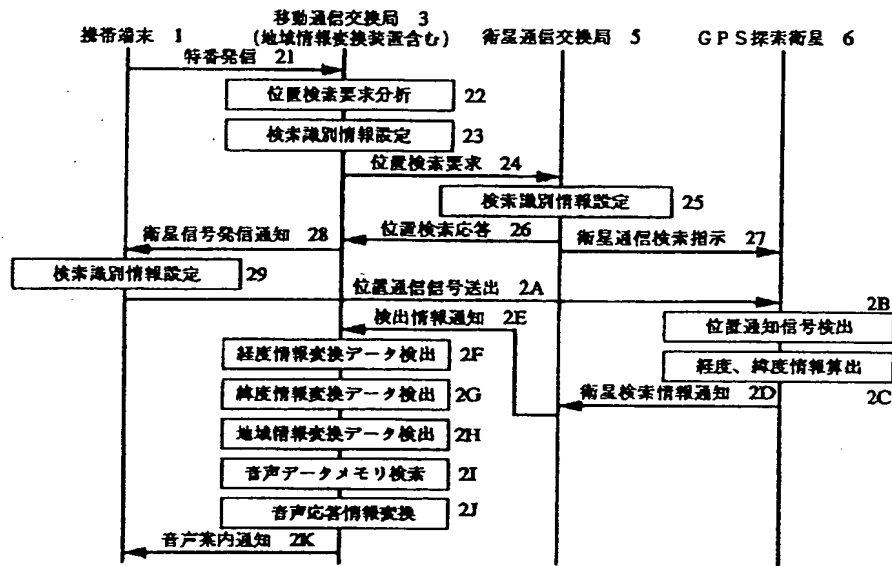 携帯端末 1
移動通信交換局 3
(地域情報変換装置含む)
衛星通信交換局 5
GPS探索衛星 6
特番発信 21
位置検索要求分析 22
検索識別情報設定 23
位置検索要求 24
検索識別情報設定 25
位置検索応答 26
衛星通信検索指示 27
衛星信号発信通知 28
検索識別情報設定 29
位置通信信号送出 2A
位置通知信号検出 2B
検出情報通知 2E
経度情報変換データ検出 2F
経度、緯度情報算出 2C
緯度情報変換データ検出 2G
衛星検索情報通知 2D
地域情報変換データ検出 2H
音声データメモリ検索 2I
音声応答情報変換 2J
音声案内通知 2K